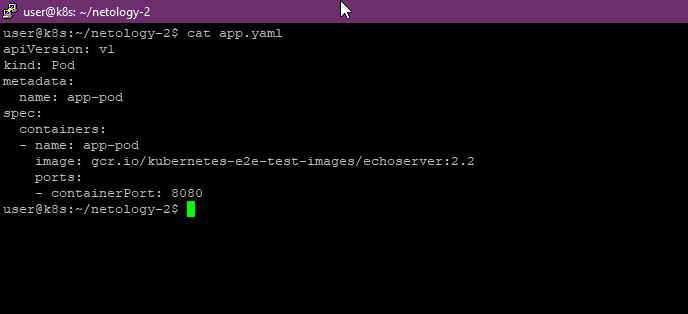 user@k8s: ~/netology-2
user@k8s:~/netology-2$ cat app.yaml
apiVersion: v1
kind: Pod
metadata:
  name: app-pod
spec:
  containers:
  - name: app-pod
    image: gcr.io/kubernetes-e2e-test-images/echoserver:2.2
    ports:
    - containerPort: 8080
user@k8s:~/netology-2$